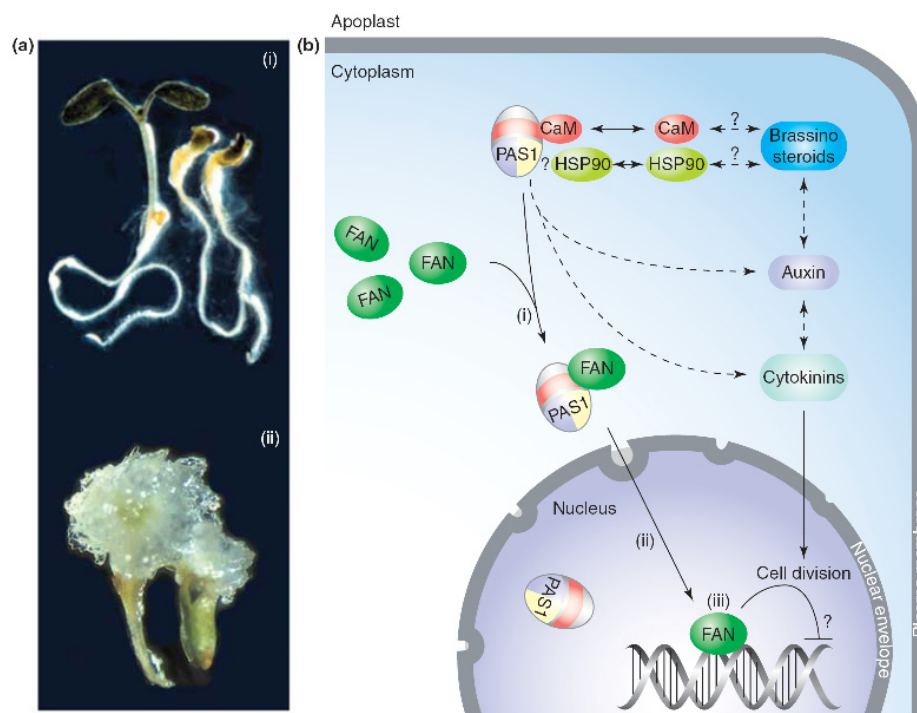 (a)
(i)
(ii)
(b)
Apoplast
Cytoplasm
PAS1
CaM
CaM
?
? HSP90
HSP90
?
Brassino
steroids
FAN
FAN
FAN
Auxin
(i)
FAN
PAS1
Cytokinins
Nucleus
(ii)
Cell division
PAS1
(iii)
FAN
?
Nuclear envelope